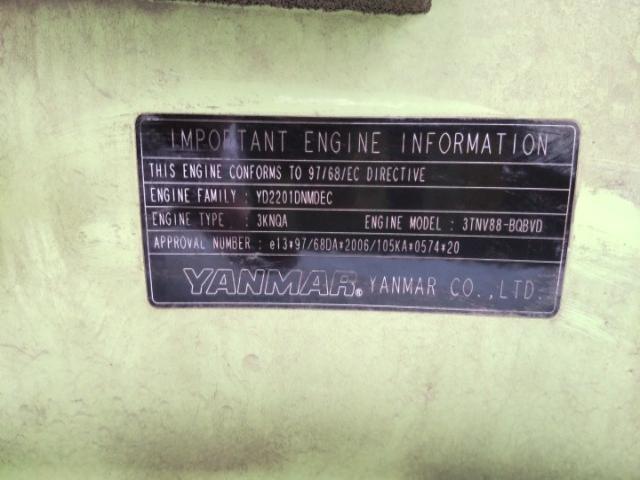 IMPORTANT ENGINE INFORMATION
THIS ENGINE CONFORMS TO 97/68/EC DIRECTIVE
ENGINE FAMILY : YD2201DNMDEC
ENGINE TYPE : 3KNQA ENGINE MODEL : 3TNV88-BQBVD
APPROVAL NUMBER : e13*97/68DA*2006/105KA*0574*20
YANMAR® YANMAR CO.,LTD.